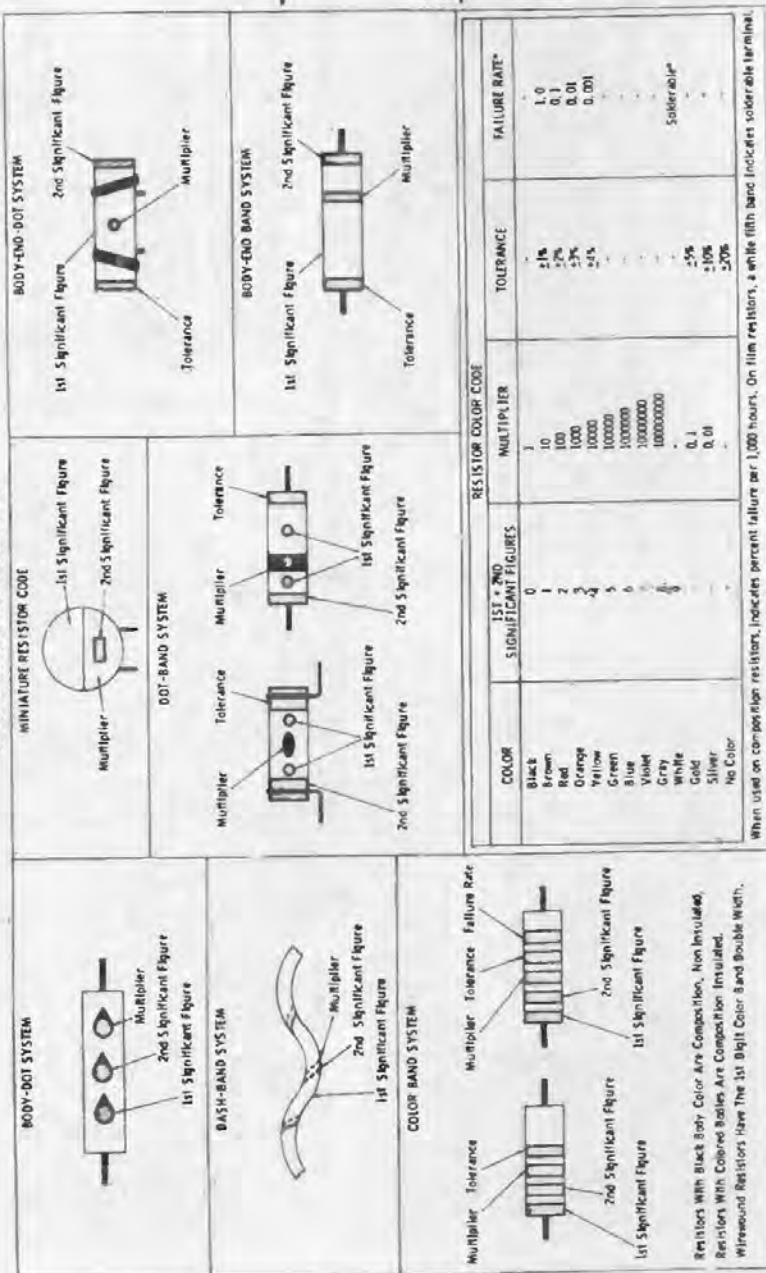 BODY-DOT SYSTEM
Multiplier
2nd Significant Figure
1st Significant Figure
DASH-BAND SYSTEM
Multiplier
2nd Significant Figure
1st Significant Figure
COLOR BAND SYSTEM
Multiplier Tolerance
2nd Significant Figure
1st Significant Figure
Multiplier Tolerance Failure Rate
2nd Significant Figure
1st Significant Figure
Resistors With Black Body Color Are Composition, Non Insulated.
Resistors With Colored Bodies Are Composition Insulated.
Wirewound Resistors Have The 1st Digit Color Band Double Width.
MINIATURE RESISTOR CODE
1st Significant Figure
2nd Significant Figure
Multiplier
DOT-BAND SYSTEM
Multiplier Tolerance
1st Significant Figure
2nd Significant Figure
Multiplier Tolerance
1st Significant Figure
2nd Significant Figure
BODY-END-DOT SYSTEM
1st Significant Figure 2nd Significant Figure
Tolerance Multiplier
BODY-END BAND SYSTEM
1st Significant Figure 2nd Significant Figure
Tolerance Multiplier
RESISTOR COLOR CODE
COLOR 1ST + 2ND SIGNIFICANT FIGURES MULTIPLIER TOLERANCE FAILURE RATE*
Black 0 1 - -
Brown 1 10 ±1% 1.0
Red 2 100 ±2% 0.1
Orange 3 1000 ±3% 0.01
Yellow 4 10000 ±4% 0.001
Green 5 100000 - -
Blue 6 1000000 - -
Violet 10000000 - -
Gray 100000000 - -
White - - Solderable*
Gold - 0.1 ±5% -
Silver - 0.01 ±10% -
No Color - - ±20% -
When used on composition resistors, indicates percent failure per 1,000 hours. On film resistors, a white fifth band indicates solderable terminal.